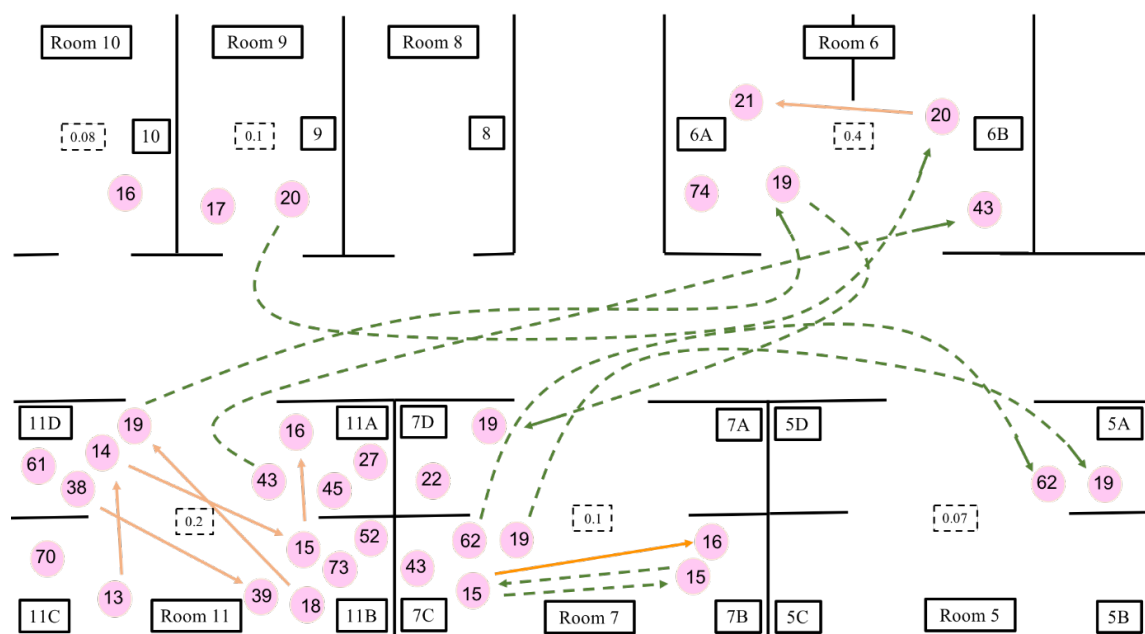 Room 10
Room 9
Room 8
Room 6
21
20
0.08
10
0.1
9
8
6A
0.4
6B
16
17
20
74
19
43
11D
19
16
11A
7D
19
7A
5D
5A
61
14
38
43
45
27
22
62
19
0.2
0.1
0.07
70
15
52
73
62
19
16
43
15
15
13
39
18
11C
Room 11
11B
7C
Room 7
7B
5C
Room 5
5B